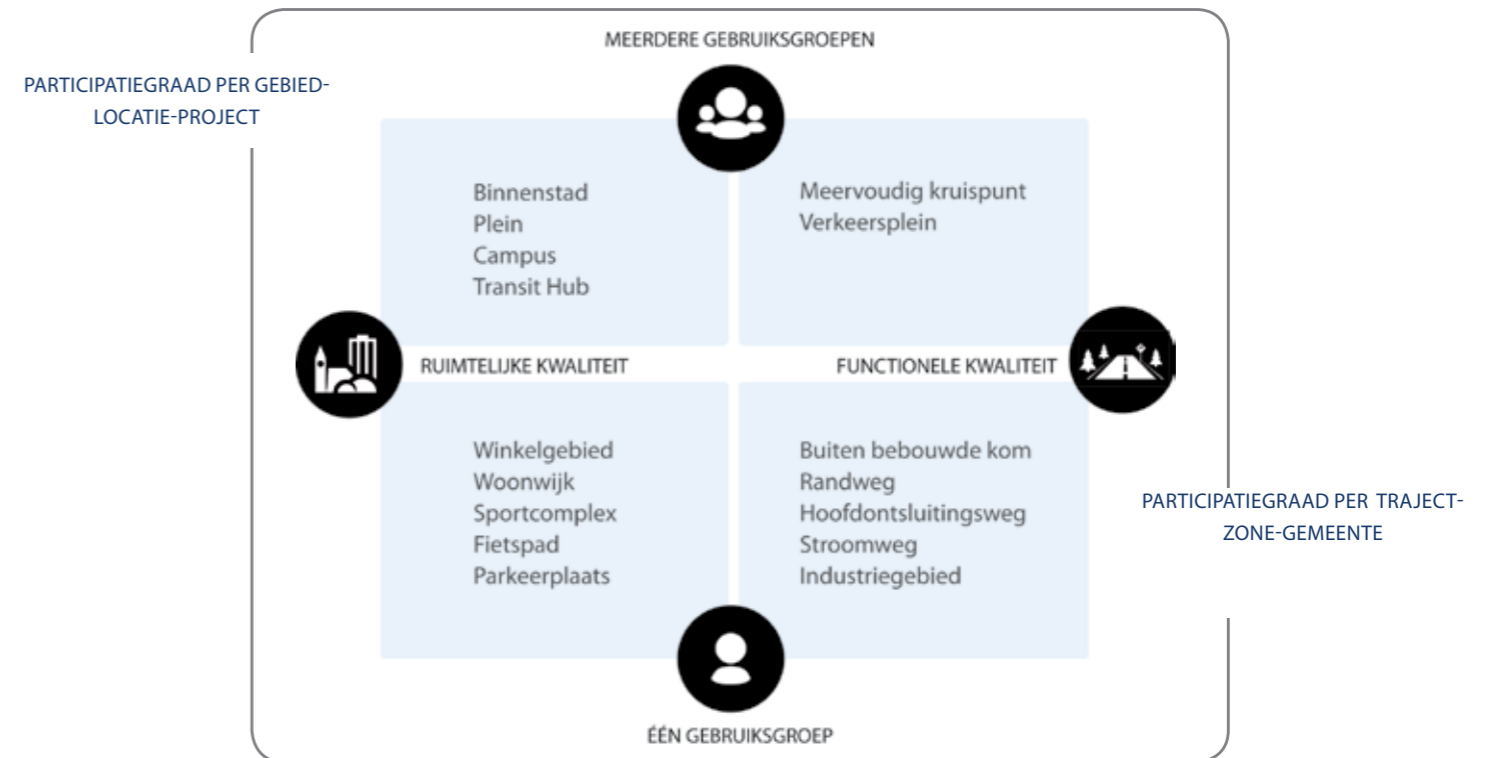 MEERDERE GEBRUIKSGROEPEN
PARTICIPATIEGRAAD PER GEBIED-
LOCATIE-PROJECT
Binnenstad
Plein
Campus
Transit Hub
Meervoudig kruispunt
Verkeersplein
RUIMTELIJKE KWALITEIT
FUNCTIONELE KWALITEIT
Winkelgebied
Woonwijk
Sportcomplex
Fietspad
Parkeerplaats
Buiten bebouwde kom
Randweg
Hoofdontsluitingsweg
Stroomweg
Industriegebied
PARTICIPATIEGRAAD PER TRAJECT-
ZONE-GEMEENTE
ÉÉN GEBRUIKSGROEP